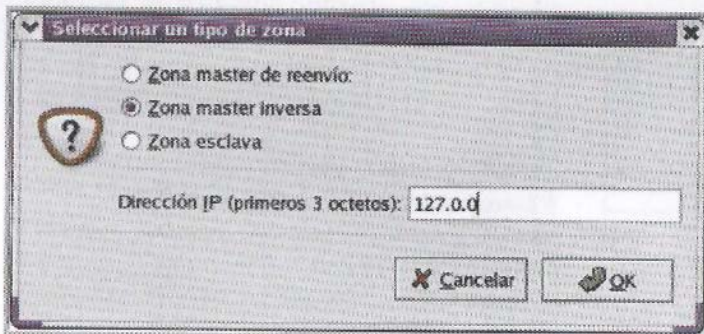 Seleccionar un tipo de zona
Zona master de reenvío:
Zona master inversa
?
Zona esclava
Dirección IP (primeros 3 octetos): 127.0.0
Cancelar OK